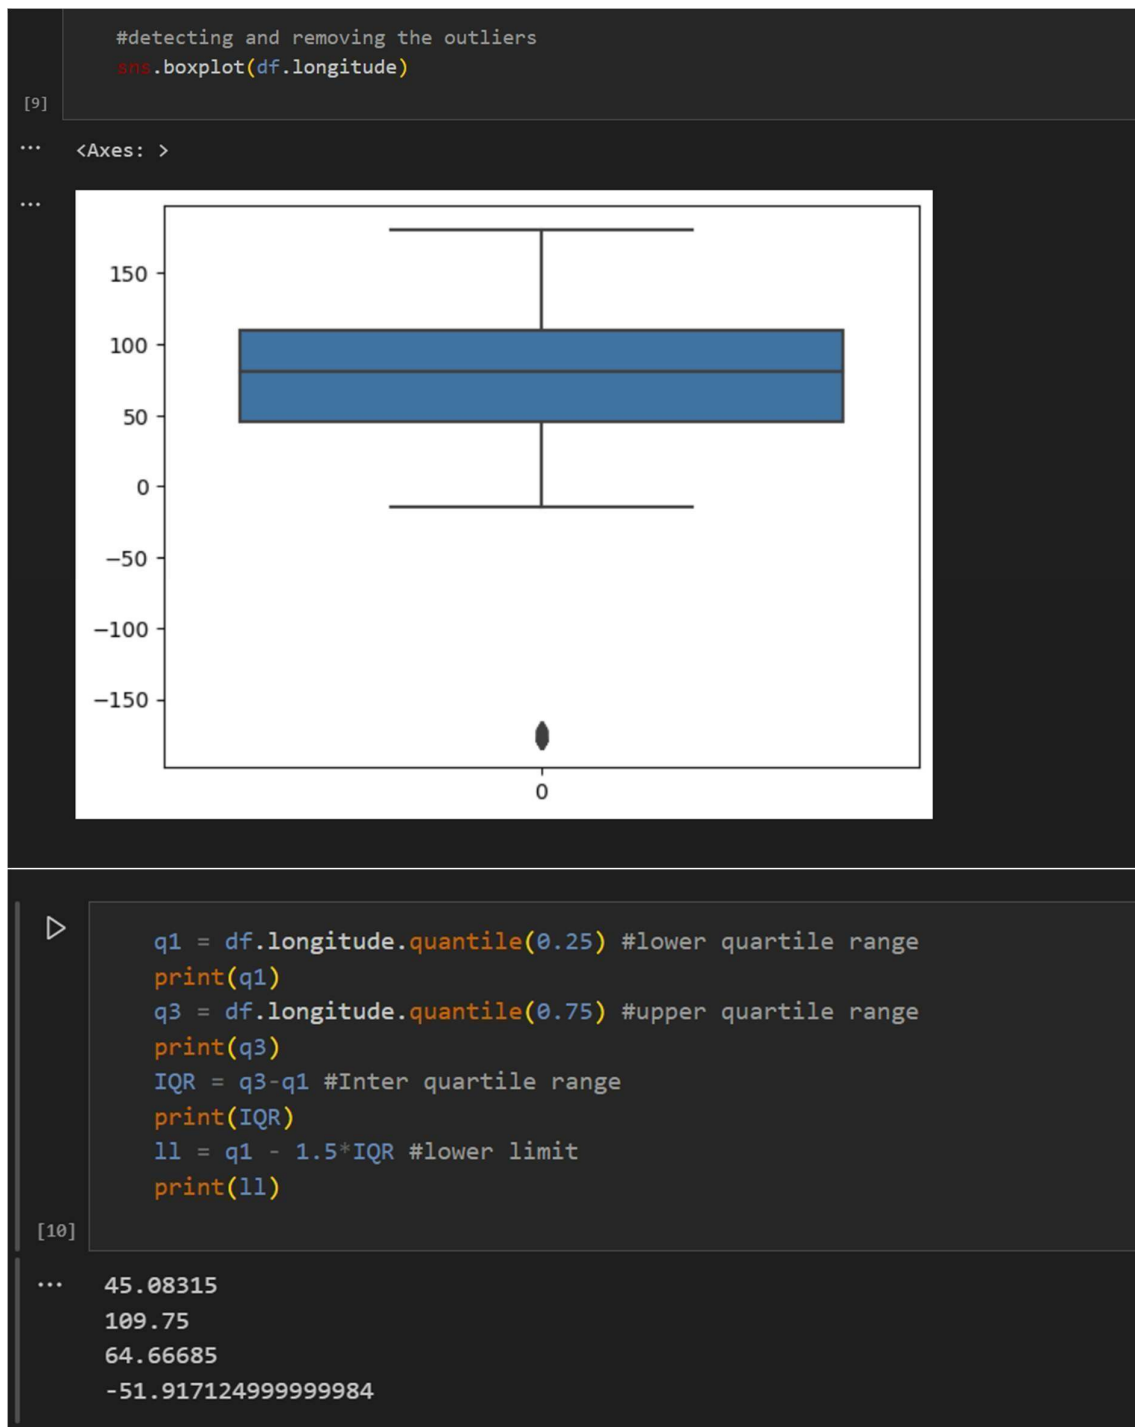 #detecting and removing the outliers
sns.boxplot(df.longitude)
[9]
... <Axes: >
...
150
100
50
0
−50
−100
−150
0
q1 = df.longitude.quantile(0.25) #lower quartile range
print(q1)
q3 = df.longitude.quantile(0.75) #upper quartile range
print(q3)
IQR = q3-q1 #Inter quartile range
print(IQR)
ll = q1 - 1.5*IQR #lower limit
print(ll)
[10]
... 45.08315
109.75
64.66685
-51.917124999999984